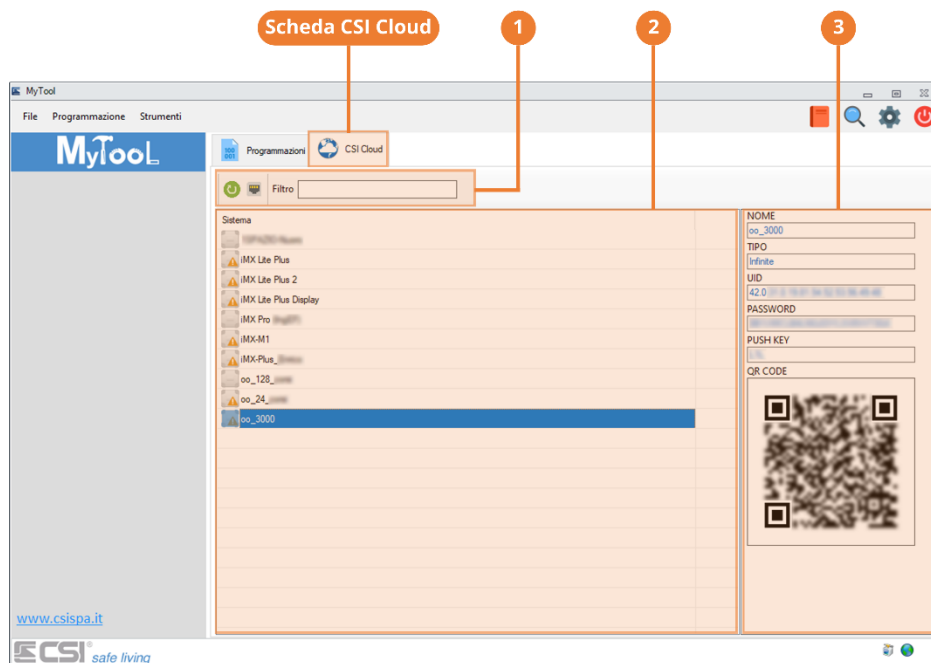 Scheda CSI Cloud 1 2 3
MyTool
File Programmazione Strumenti
MyTooL
Programmazioni CSI Cloud
Filtro
Sistema
iMX Lite Plus
iMX Lite Plus 2
iMX Lite Plus Display
iMX Pro
iMX-M1
iMX-Plus_
oo_128_
oo_24_
oo_3000
NOME
oo_3000
TIPO
Infinite
UID
42.0
PASSWORD
PUSH KEY
QR CODE
www.csispa.it
CSI® safe living